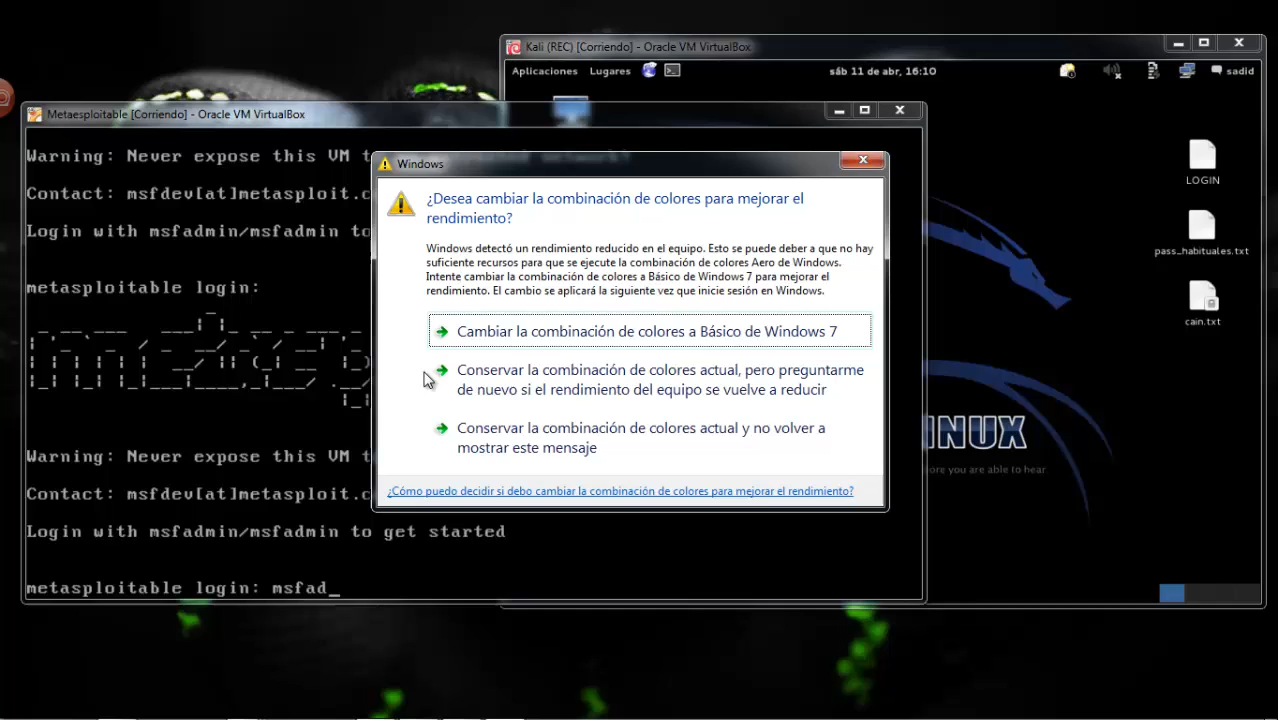 Kali (REC) [Corriendo] - Oracle VM VirtualBox
Aplicaciones Lugares sáb 11 de abr, 16:10 sadid
LOGIN
pass_habituales.txt
cain.txt
INUX
ore you are able to hear
Metaesploitable [Corriendo] - Oracle VM VirtualBox
Warning: Never expose this VM t
Contact: msfdev[at]metasploit.c
Login with msfadmin/msfadmin to
metasploitable login:
Warning: Never expose this VM t
Contact: msfdev[at]metasploit.c
Login with msfadmin/msfadmin to get started
metasploitable login: msfad_
Windows
¿Desea cambiar la combinación de colores para mejorar el
rendimiento?
Windows detectó un rendimiento reducido en el equipo. Esto se puede deber a que no hay
suficiente recursos para que se ejecute la combinación de colores Aero de Windows.
Intente cambiar la combinación de colores a Básico de Windows 7 para mejorar el
rendimiento. El cambio se aplicará la siguiente vez que inicie sesión en Windows.
Cambiar la combinación de colores a Básico de Windows 7
Conservar la combinación de colores actual, pero preguntarme
de nuevo si el rendimiento del equipo se vuelve a reducir
Conservar la combinación de colores actual y no volver a
mostrar este mensaje
¿Cómo puedo decidir si debo cambiar la combinación de colores para mejorar el rendimiento?